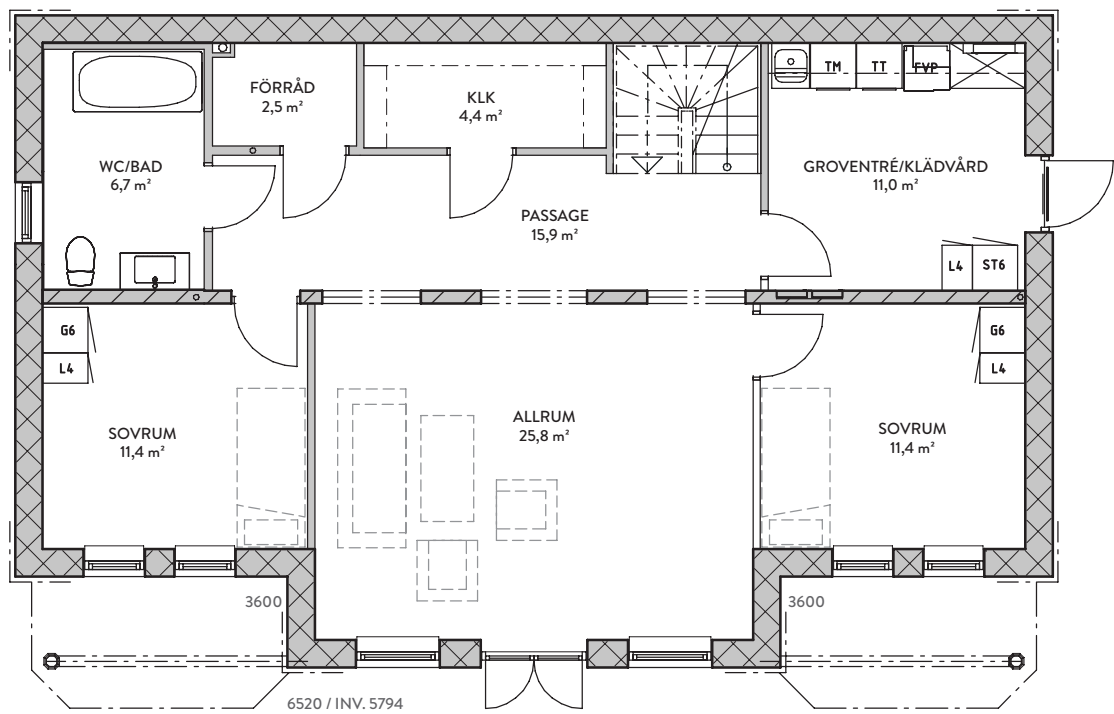 FÖRRÅD
2,5 m²
KLK
4,4 m²
TM
TT
FVP
WC/BAD
6,7 m²
GROVENTRÉ/KLÄDVÅRD
11,0 m²
PASSAGE
15,9 m²
L4
ST6
G6
L4
G6
L4
SOVRUM
11,4 m²
ALLRUM
25,8 m²
SOVRUM
11,4 m²
3600
3600
6520 / INV. 5794